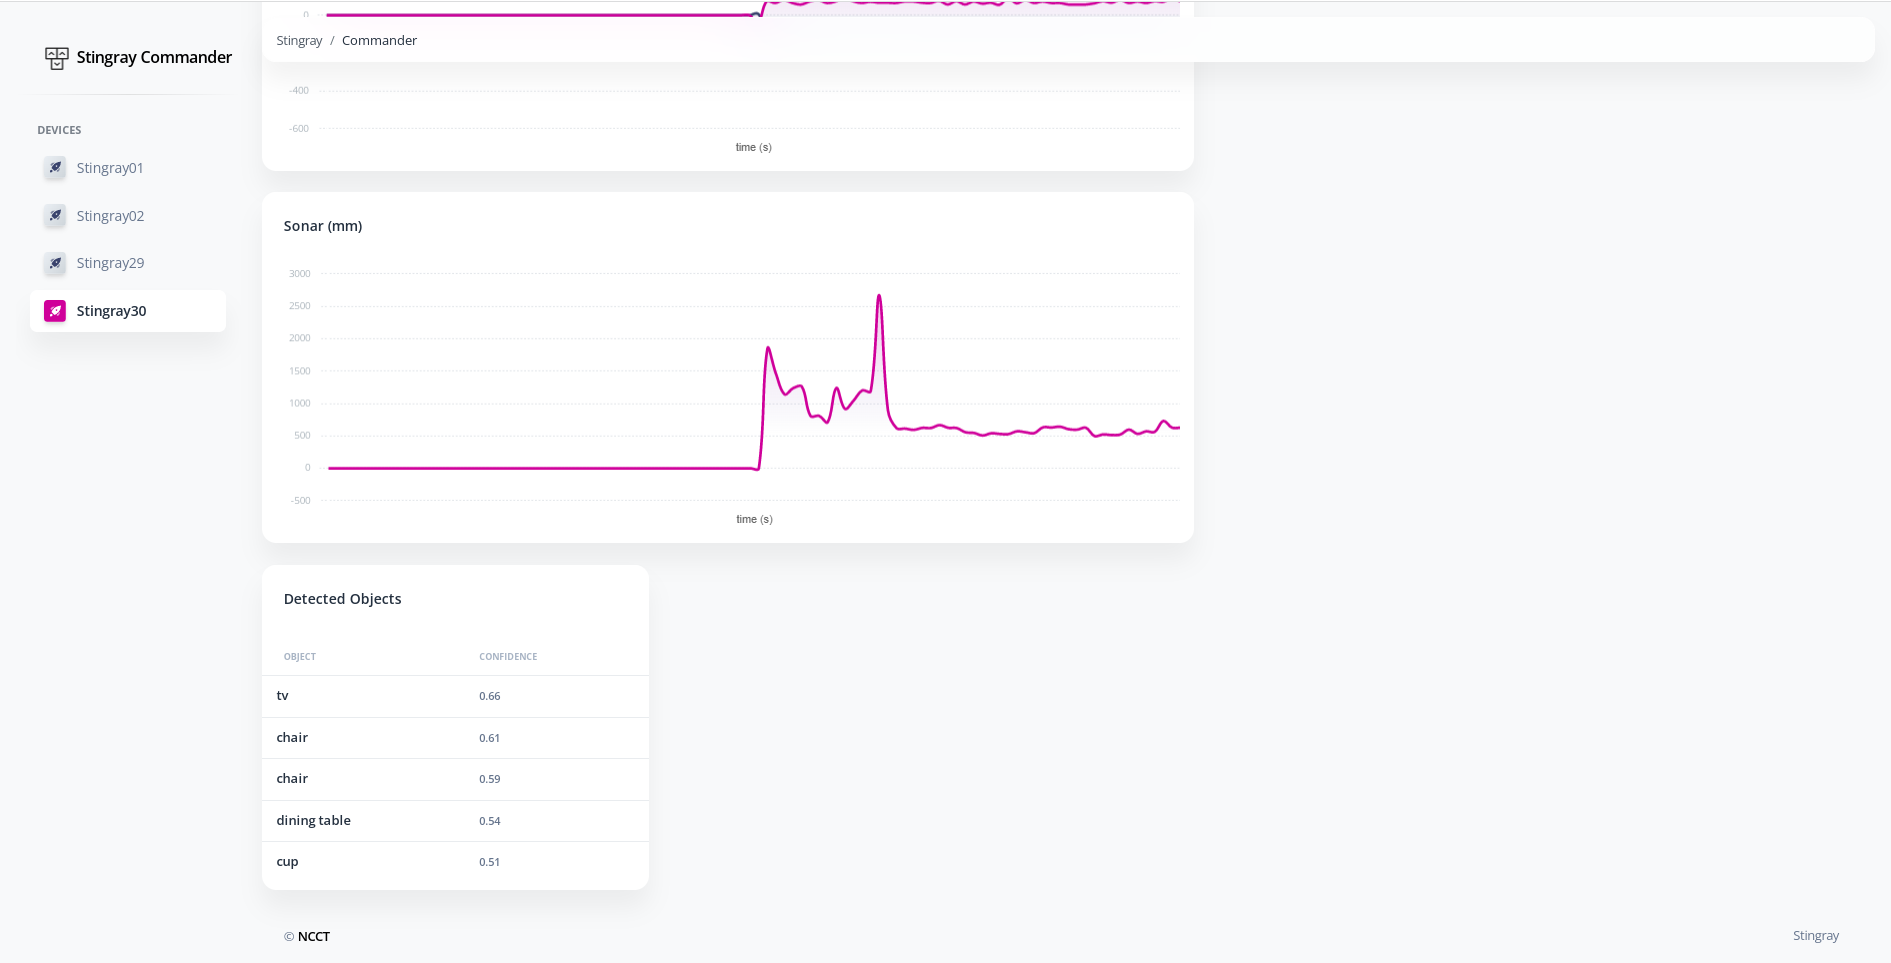 0
Stingray / Commander
Stingray Commander
-400
-600
time (s)
DEVICES
Stingray01
Stingray02
Stingray29
Stingray30
Sonar (mm)
3000
2500
2000
1500
1000
500
0
-500
time (s)
Detected Objects
OBJECT CONFIDENCE
tv 0.66
chair 0.61
chair 0.59
dining table 0.54
cup 0.51
© NCCT
Stingray